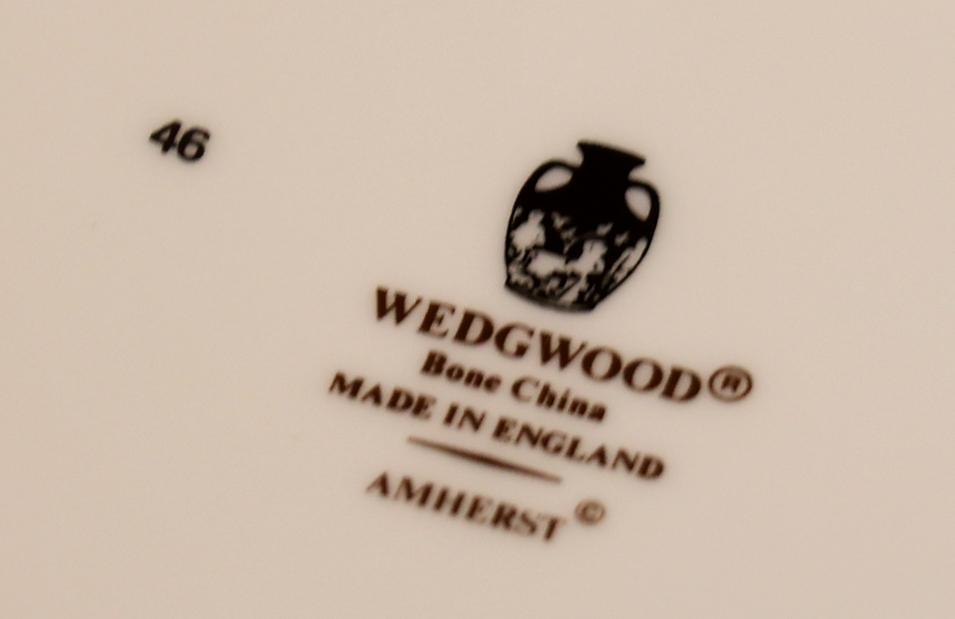 46
WEDGWOOD®
Bone China
MADE IN ENGLAND
AMHERST ©